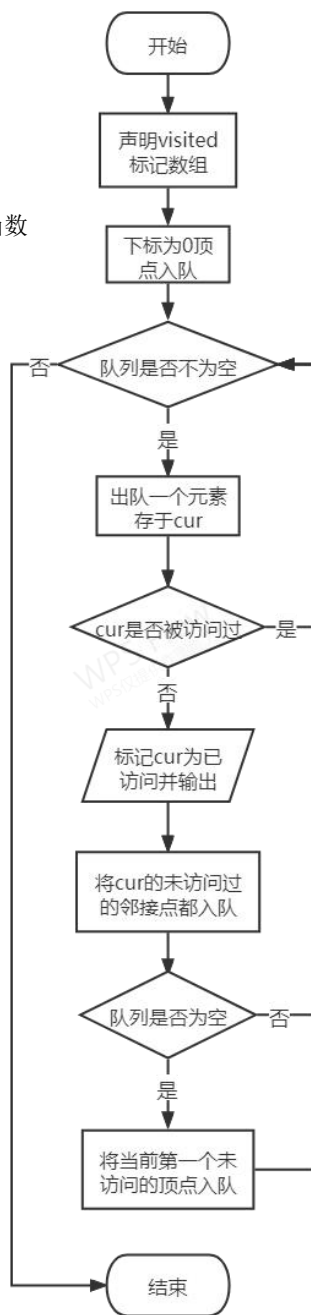 开始
声明visited
标记数组
函数
下标为0顶
点入队
否
队列是否不为空
是
出队一个元素
存于cur
cur是否被访问过
是
否
标记cur为已
访问并输出
将cur的未访问过
的邻接点都入队
队列是否为空
否
是
将当前第一个未
访问的顶点入队
结束